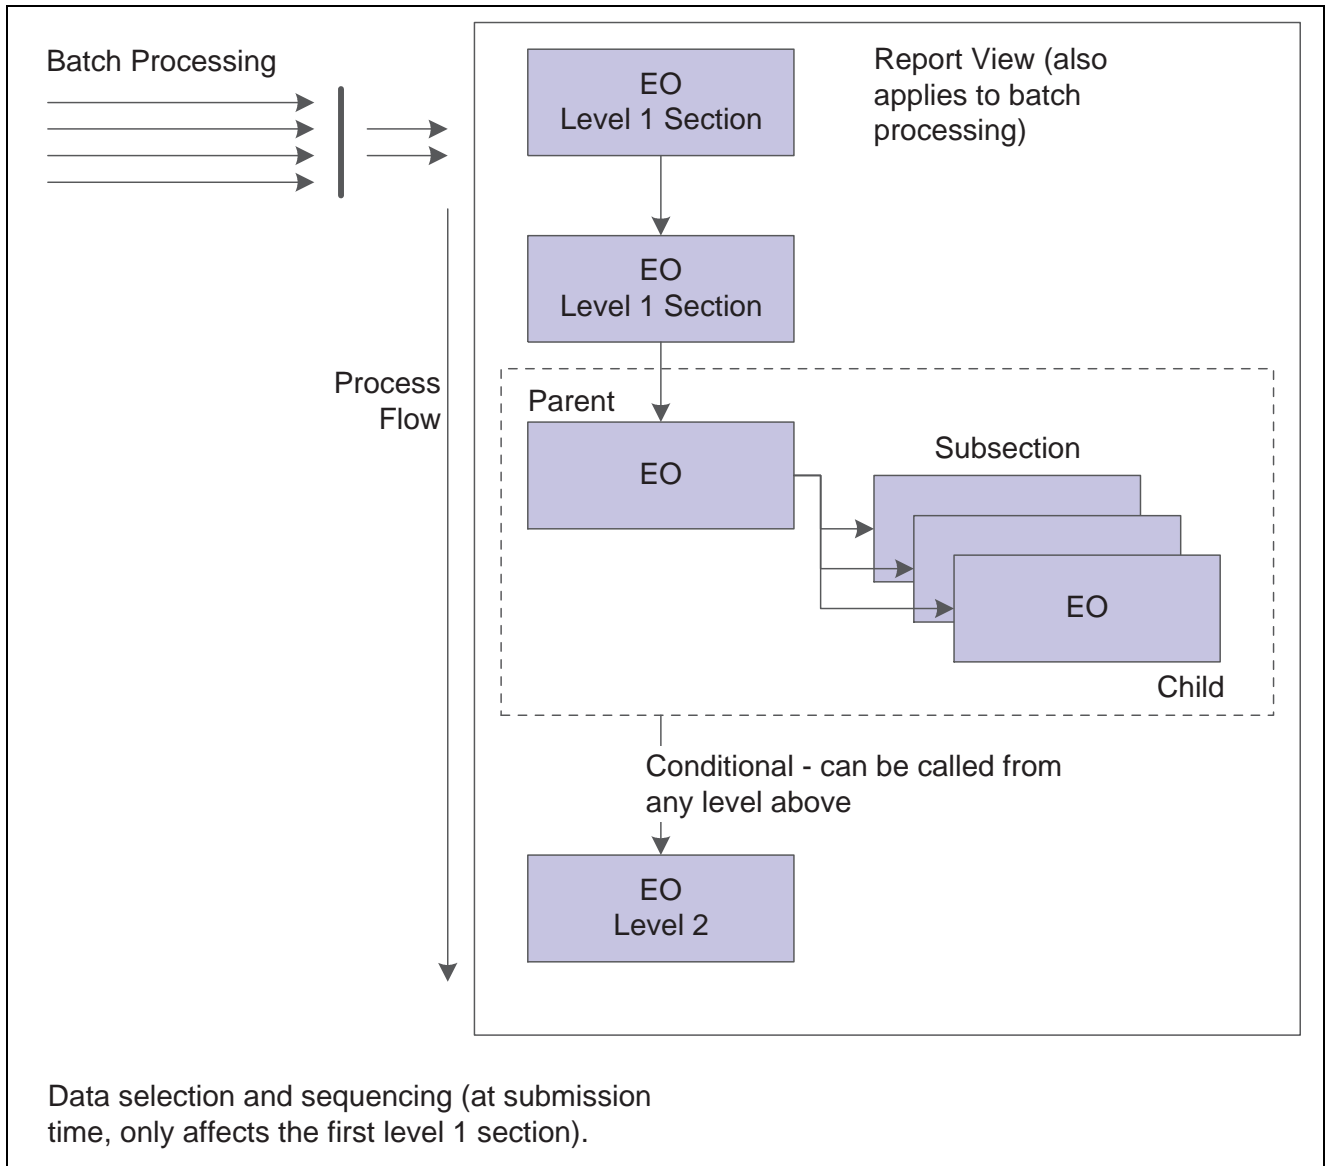 Batch Processing
EO
Level 1 Section
Report View (also
applies to batch
processing)
EO
Level 1 Section
Process
Flow
Parent
EO
Subsection
EO
Child
Conditional - can be called from
any level above
EO
Level 2
Data selection and sequencing (at submission
time, only affects the first level 1 section).